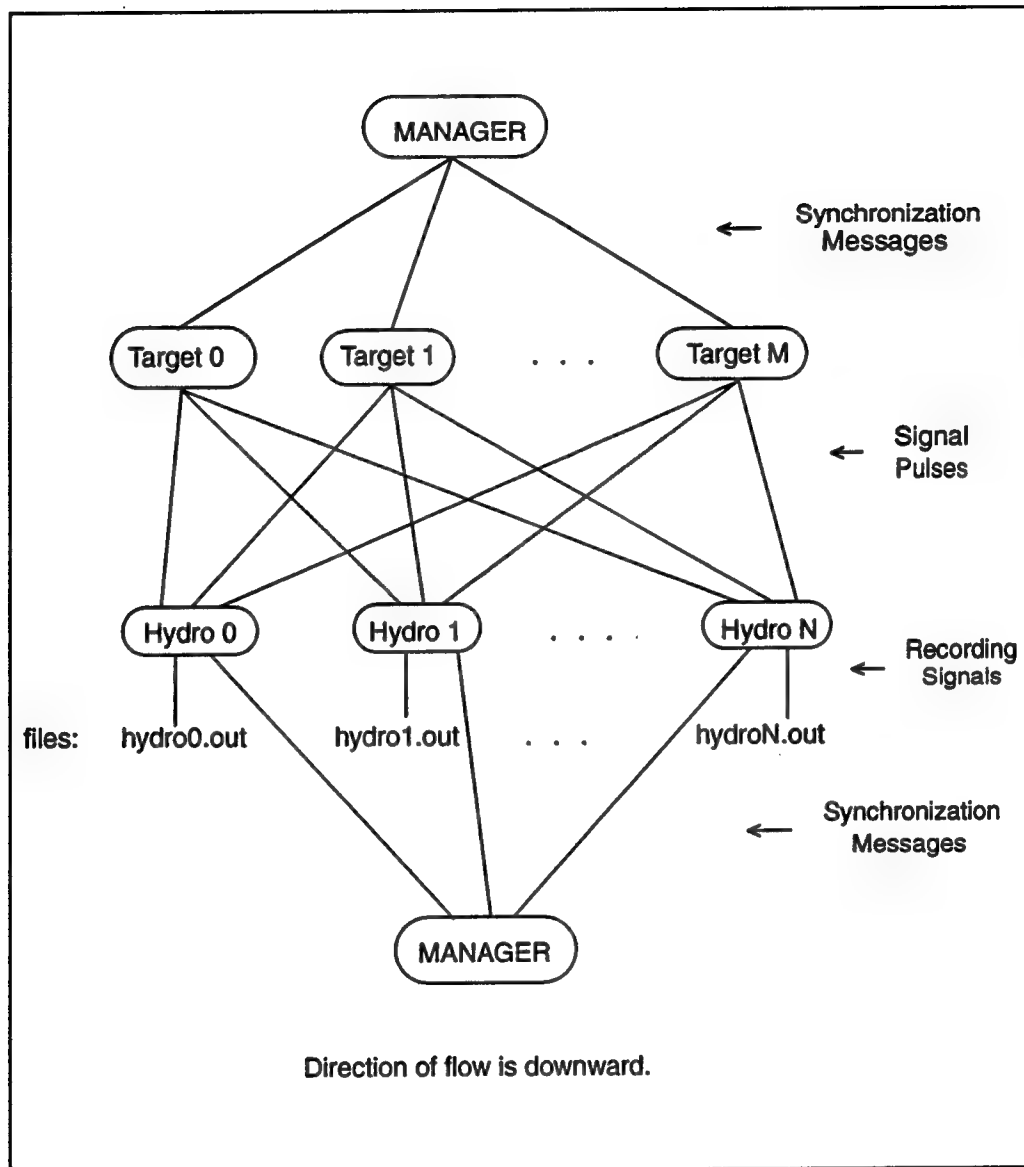 MANAGER
Synchronization
Messages
Target 0
Target 1
. . .
Target M
Signal
Pulses
Hydro 0
Hydro 1
. . . .
Hydro N
Recording
Signals
files:
hydro0.out
hydro1.out
. . .
hydroN.out
Synchronization
Messages
MANAGER
Direction of flow is downward.